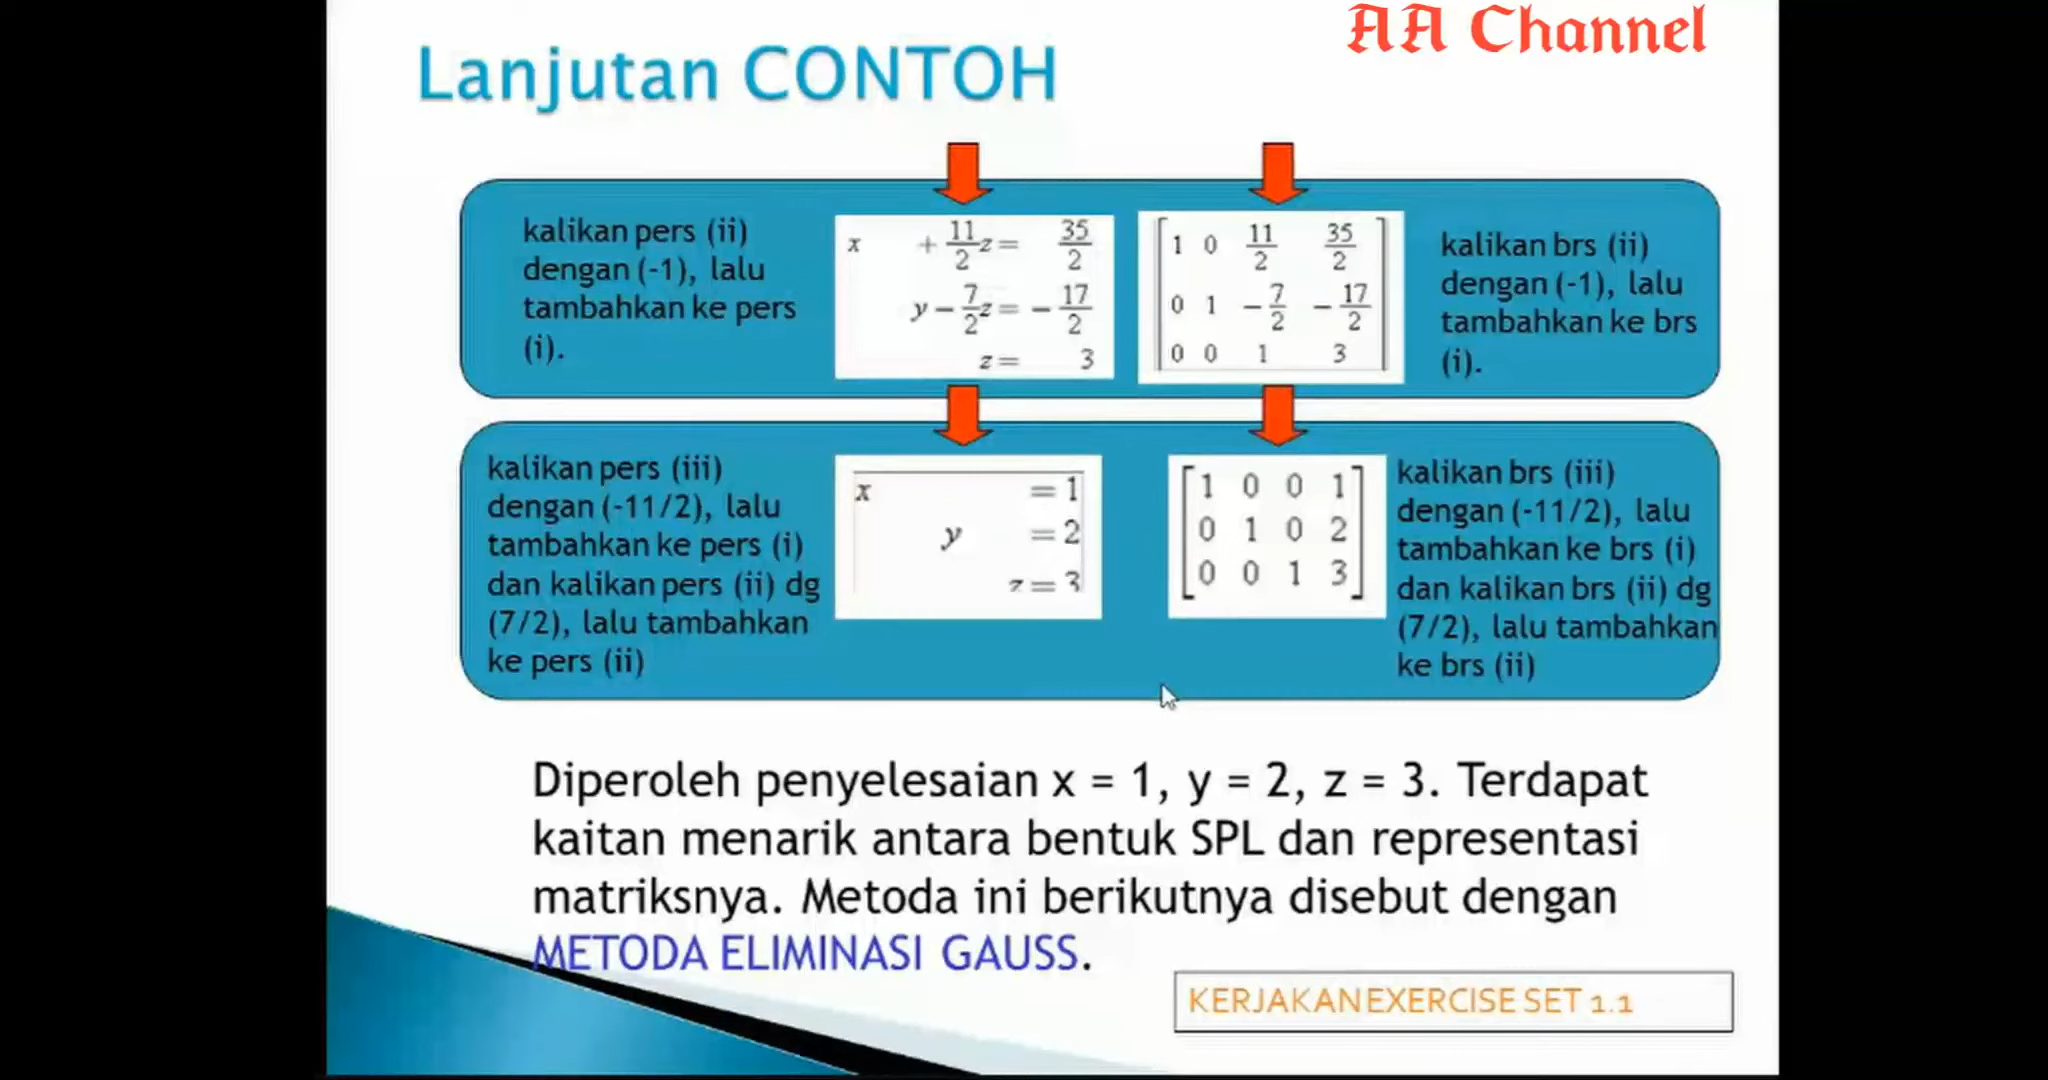 AA Channel
Lanjutan CONTOH
kalikan pers (ii)
dengan (-1), lalu
tambahkan ke pers
(i).
x + 11/2 z = 35/2
y - 7/2 z = - 17/2
z = 3
1 0 11/2 35/2
0 1 - 7/2 - 17/2
0 0 1 3
kalikan brs (ii)
dengan (-1), lalu
tambahkan ke brs
(i).
kalikan pers (iii)
dengan (-11/2), lalu
tambahkan ke pers (i)
dan kalikan pers (ii) dg
(7/2), lalu tambahkan
ke pers (ii)
x = 1
y = 2
z = 3
1 0 0 1
0 1 0 2
0 0 1 3
kalikan brs (iii)
dengan (-11/2), lalu
tambahkan ke brs (i)
dan kalikan brs (ii) dg
(7/2), lalu tambahkan
ke brs (ii)
Diperoleh penyelesaian x = 1, y = 2, z = 3. Terdapat
kaitan menarik antara bentuk SPL dan representasi
matriksnya. Metoda ini berikutnya disebut dengan
METODA ELIMINASI GAUSS.
KERJAKAN EXERCISE SET 1.1